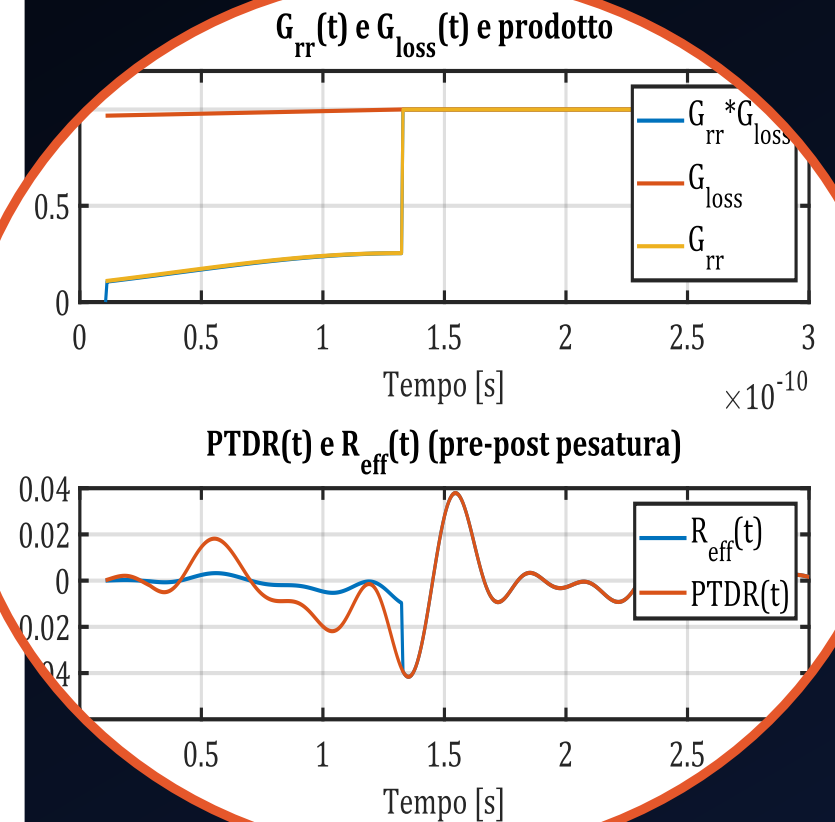 G_rr(t) e G_loss(t) e prodotto
G_rr*G_loss
G_loss
G_rr
0.5
0
0 0.5 1 1.5 2 2.5 3
Tempo [s]
×10^-10
PTDR(t) e R_eff(t) (pre-post pesatura)
0.04
0.02
0
0.02
04
R_eff(t)
PTDR(t)
0.5 1 1.5 2 2.5
Tempo [s]